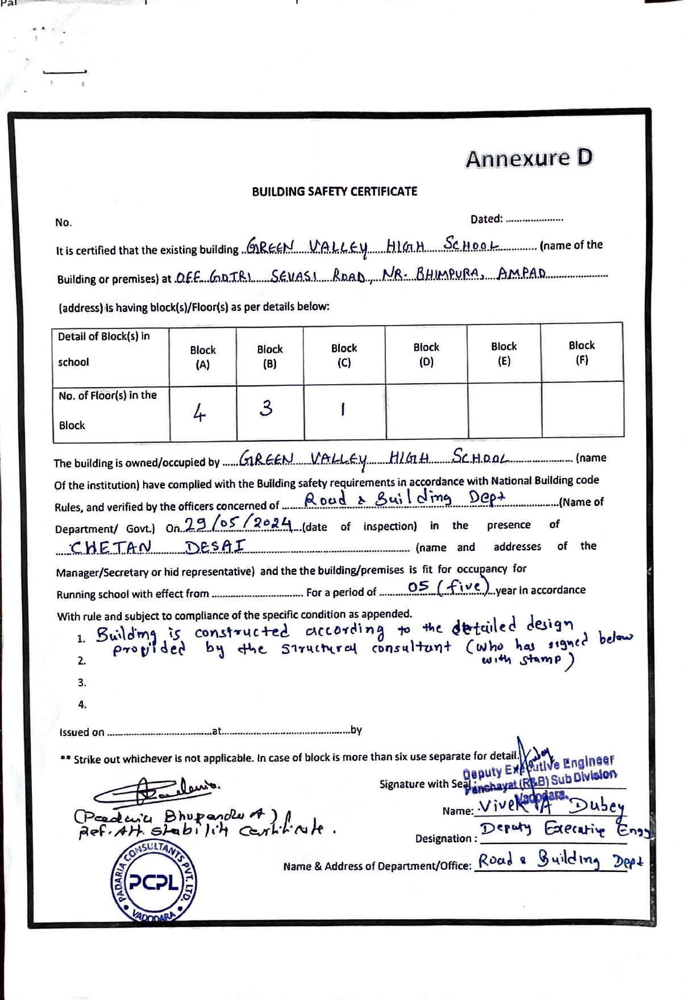 Pal
Annexure D
BUILDING SAFETY CERTIFICATE
No. Dated: ......................
It is certified that the existing building ..GREEN VALLEY HIGH SCHOOL.............. (name of the
Building or premises) at .OFF GOTRI SEVASI ROAD, NR. BHIMPURA, AMPAD........................
(address) is having block(s)/Floor(s) as per details below:
Detail of Block(s) in school Block (A) Block (B) Block (C) Block (D) Block (E) Block (F)
No. of Floor(s) in the Block 4 3 1
The building is owned/occupied by ......GREEN VALLEY HIGH SCHOOL........................ (name
Of the institution) have complied with the Building safety requirements in accordance with National Building code
Rules, and verified by the officers concerned of .........Road & Building Dept...................(Name of
Department/ Govt.) On..29/05/2024...(date of inspection) in the presence of
.....CHETAN DESAI............................................................ (name and addresses of the
Manager/Secretary or hid representative) and the the building/premises is fit for occupancy for
Running school with effect from .................................. For a period of ...........05 (five)...year in accordance
With rule and subject to compliance of the specific condition as appended.
1. Building is constructed according to the detailed design
provided by the structural consultant (who has signed below
with stamp)
2.
3.
4.
Issued on .......................................at.................................................by
** Strike out whichever is not applicable. In case of block is more than six use separate for detail.
Signature with Seal:
Deputy Executive Engineer
Panchayat (R&B) Sub Division
Vadodara.
Name: Vivek A Dubey
Ref. Att. Stability Certificate.
Designation : Deputy Executive Engg
Name & Address of Department/Office: Road & Building Dept
PADARIA CONSULTANTS PVT. LTD.
PCPL
VADODARA